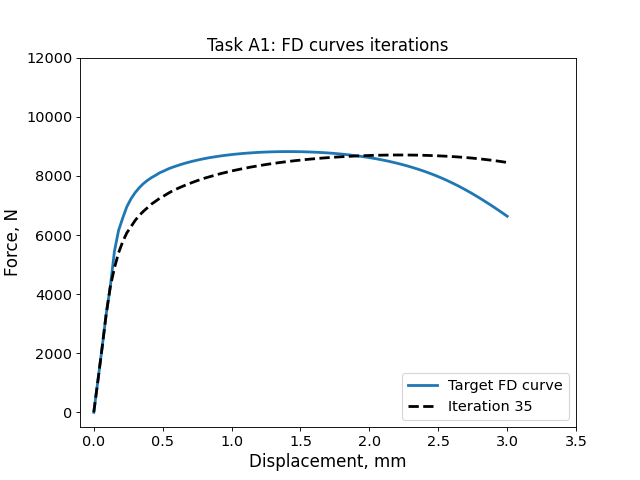 Task A1: FD curves iterations
12000
10000
8000
6000
4000
2000
0
Force, N
0.0 0.5 1.0 1.5 2.0 2.5 3.0 3.5
Displacement, mm
Target FD curve
Iteration 35